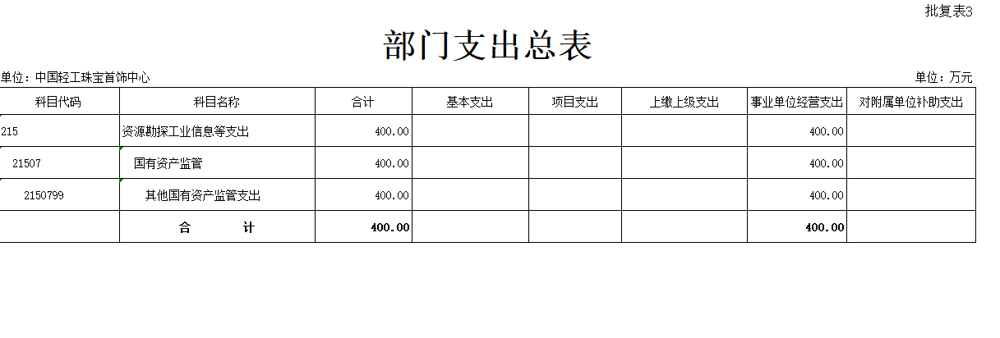 批复表3
部门支出总表
单位：中国轻工珠宝首饰中心 单位：万元
科目代码 科目名称 合计 基本支出 项目支出 上缴上级支出 事业单位经营支出 对附属单位补助支出
215 资源勘探工业信息等支出 400.00 400.00
21507 国有资产监管 400.00 400.00
2150799 其他国有资产监管支出 400.00 400.00
合 计 400.00 400.00